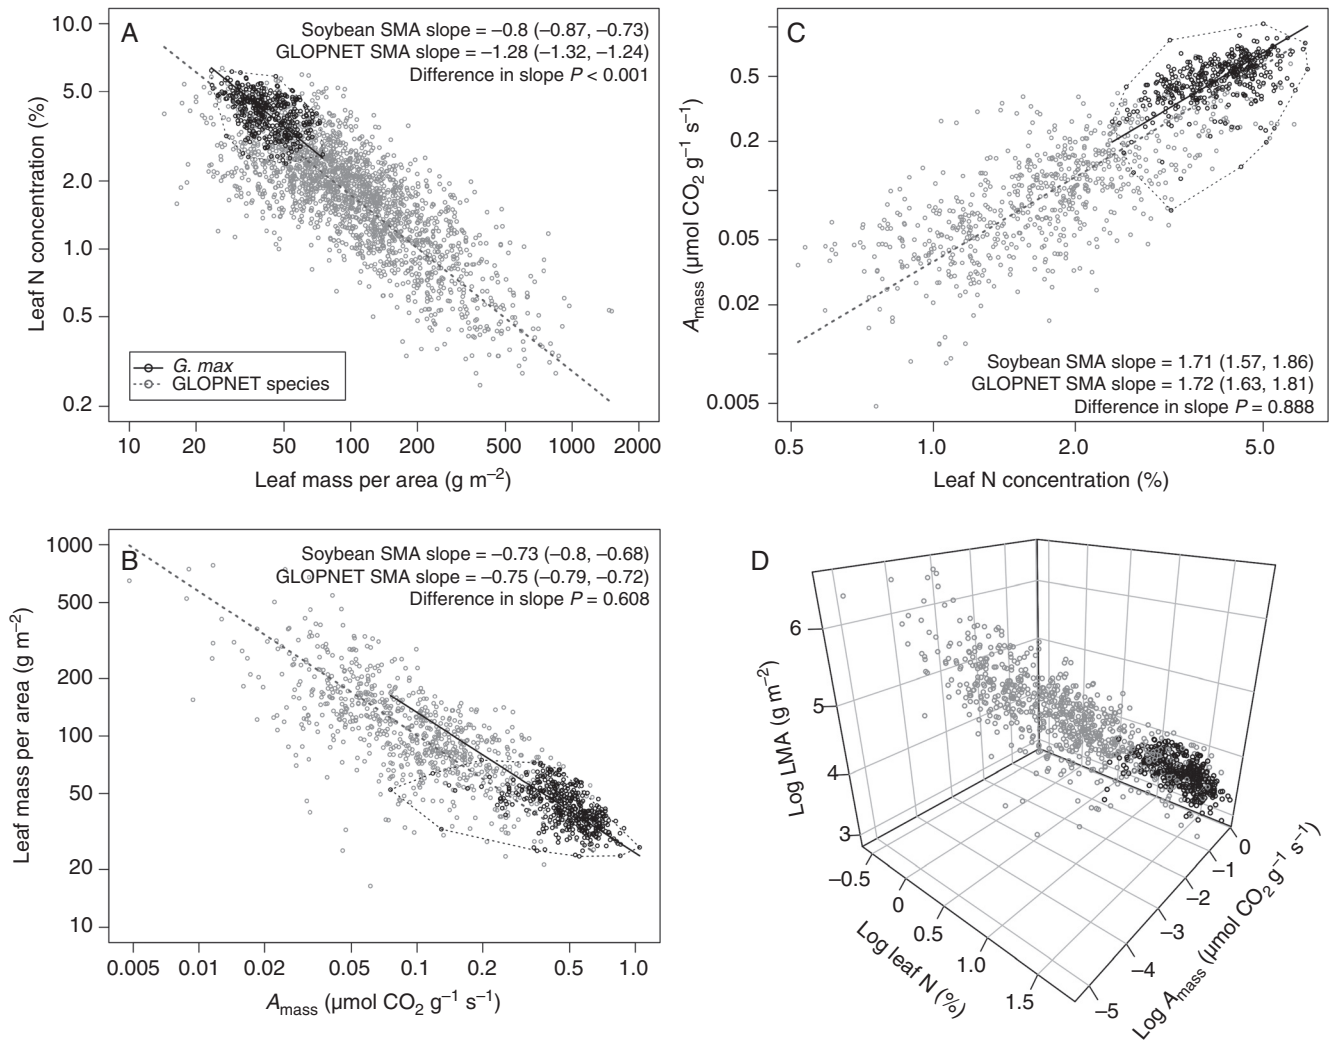 A
Soybean SMA slope = −0.8 (−0.87, −0.73)
GLOPNET SMA slope = −1.28 (−1.32, −1.24)
Difference in slope P < 0.001
10.0
5.0
2.0
1.0
0.5
0.2
Leaf N concentration (%)
G. max
GLOPNET species
10 20 50 100 200 500 1000 2000
Leaf mass per area (g m⁻²)
C
0.5
0.2
0.05
0.02
0.005
A_mass (µmol CO₂ g⁻¹ s⁻¹)
Soybean SMA slope = 1.71 (1.57, 1.86)
GLOPNET SMA slope = 1.72 (1.63, 1.81)
Difference in slope P = 0.888
0.5 1.0 2.0 5.0
Leaf N concentration (%)
B
Soybean SMA slope = −0.73 (−0.8, −0.68)
GLOPNET SMA slope = −0.75 (−0.79, −0.72)
Difference in slope P = 0.608
1000
500
200
100
50
20
10
Leaf mass per area (g m⁻²)
0.005 0.01 0.02 0.05 0.1 0.2 0.5 1.0
A_mass (µmol CO₂ g⁻¹ s⁻¹)
D
6
5
4
3
Log LMA (g m⁻²)
−0.5
0
0.5
1.0
1.5
Log leaf N (%)
0
−1
−2
−3
−4
−5
Log A_mass (µmol CO₂ g⁻¹ s⁻¹)